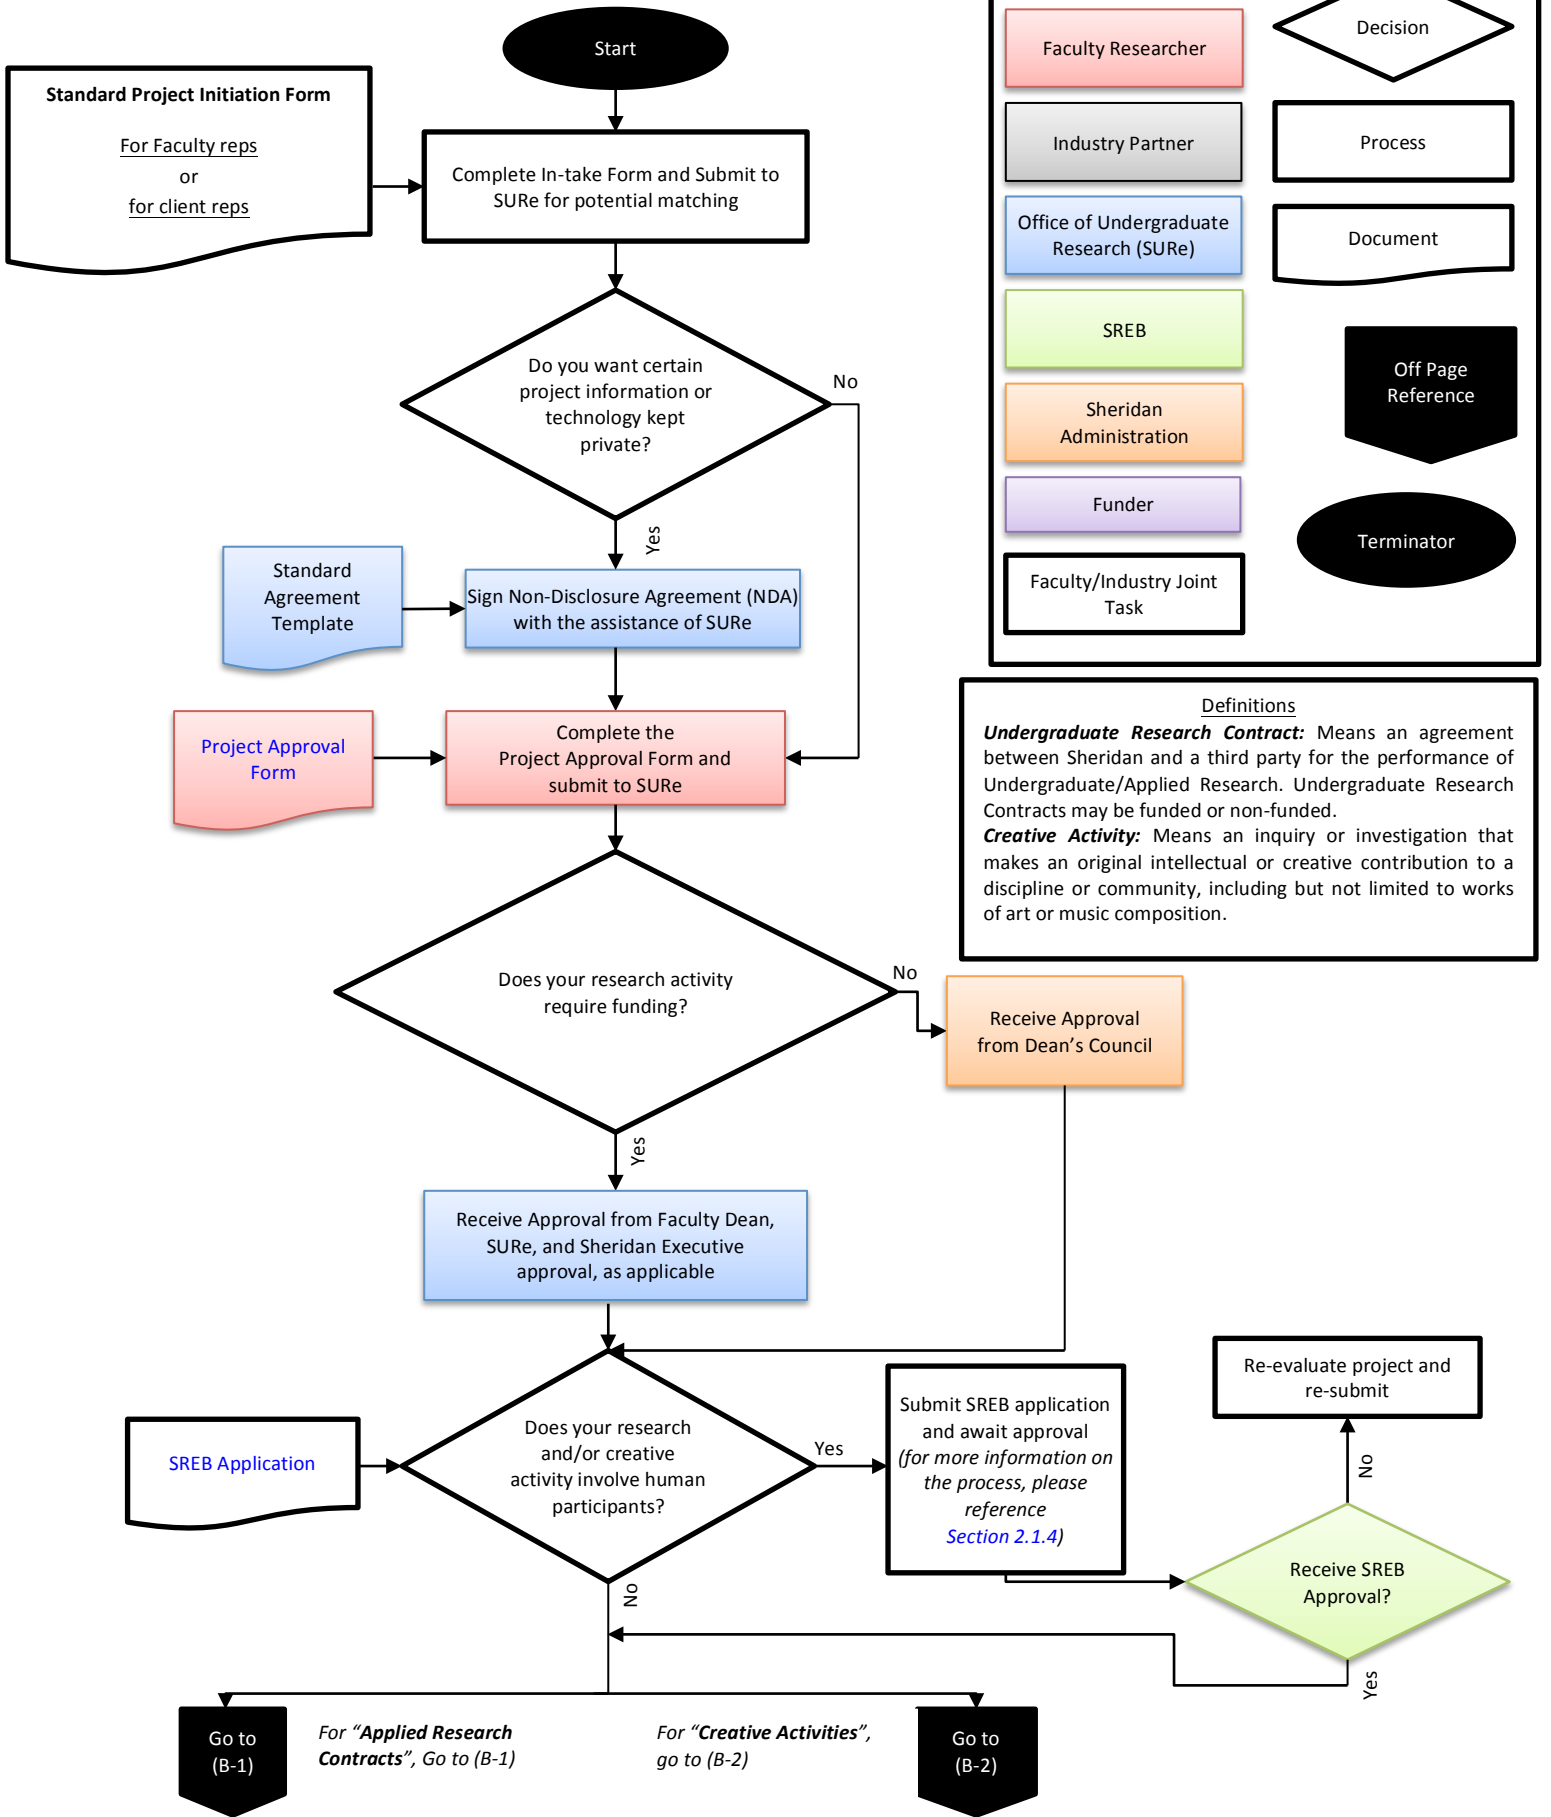 Start
Standard Project Initiation Form
For Faculty reps
or
for client reps
Complete In-take Form and Submit to
SURe for potential matching
Do you want certain
project information or
technology kept
private?
No
Yes
Standard
Agreement
Template
Sign Non-Disclosure Agreement (NDA)
with the assistance of SURe
Project Approval
Form
Complete the
Project Approval Form and
submit to SURe
Does your research activity
require funding?
No
Receive Approval
from Dean’s Council
Yes
Receive Approval from Faculty Dean,
SURe, and Sheridan Executive
approval, as applicable
SREB Application
Does your research
and/or creative
activity involve human
participants?
Yes
Submit SREB application
and await approval
(for more information on
the process, please
reference
Section 2.1.4)
Re-evaluate project and
re-submit
No
Receive SREB
Approval?
Yes
No
Go to
(B-1)
For “Applied Research
Contracts”, Go to (B-1)
For “Creative Activities”,
go to (B-2)
Go to
(B-2)
Faculty Researcher
Decision
Industry Partner
Process
Office of Undergraduate
Research (SURe)
Document
SREB
Off Page
Reference
Sheridan
Administration
Funder
Terminator
Faculty/Industry Joint
Task
Definitions
Undergraduate Research Contract: Means an agreement
between Sheridan and a third party for the performance of
Undergraduate/Applied Research. Undergraduate Research
Contracts may be funded or non-funded.
Creative Activity: Means an inquiry or investigation that
makes an original intellectual or creative contribution to a
discipline or community, including but not limited to works
of art or music composition.